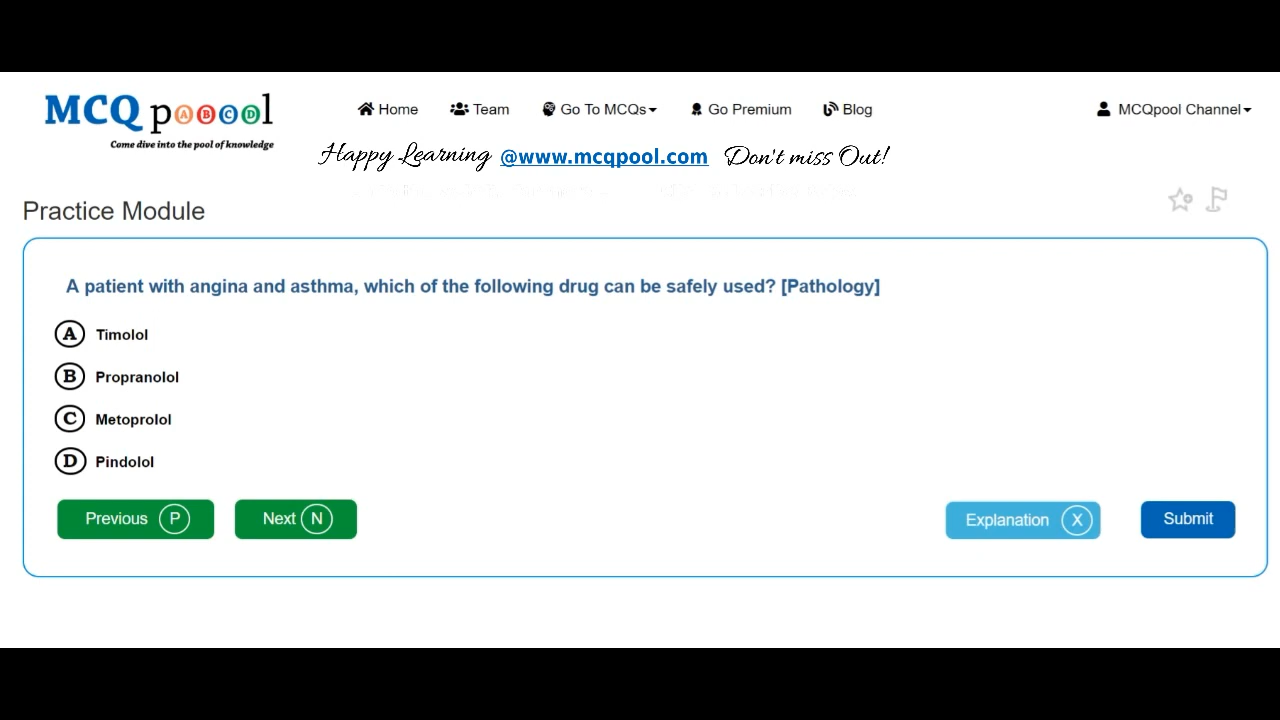 MCQ pABCDl
Come dive into the pool of knowledge
Home Team Go To MCQs Go Premium Blog MCQpool Channel
Happy Learning @www.mcqpool.com Don't miss Out!
Practice Module
A patient with angina and asthma, which of the following drug can be safely used? [Pathology]
A Timolol
B Propranolol
C Metoprolol
D Pindolol
Previous P Next N Explanation X Submit